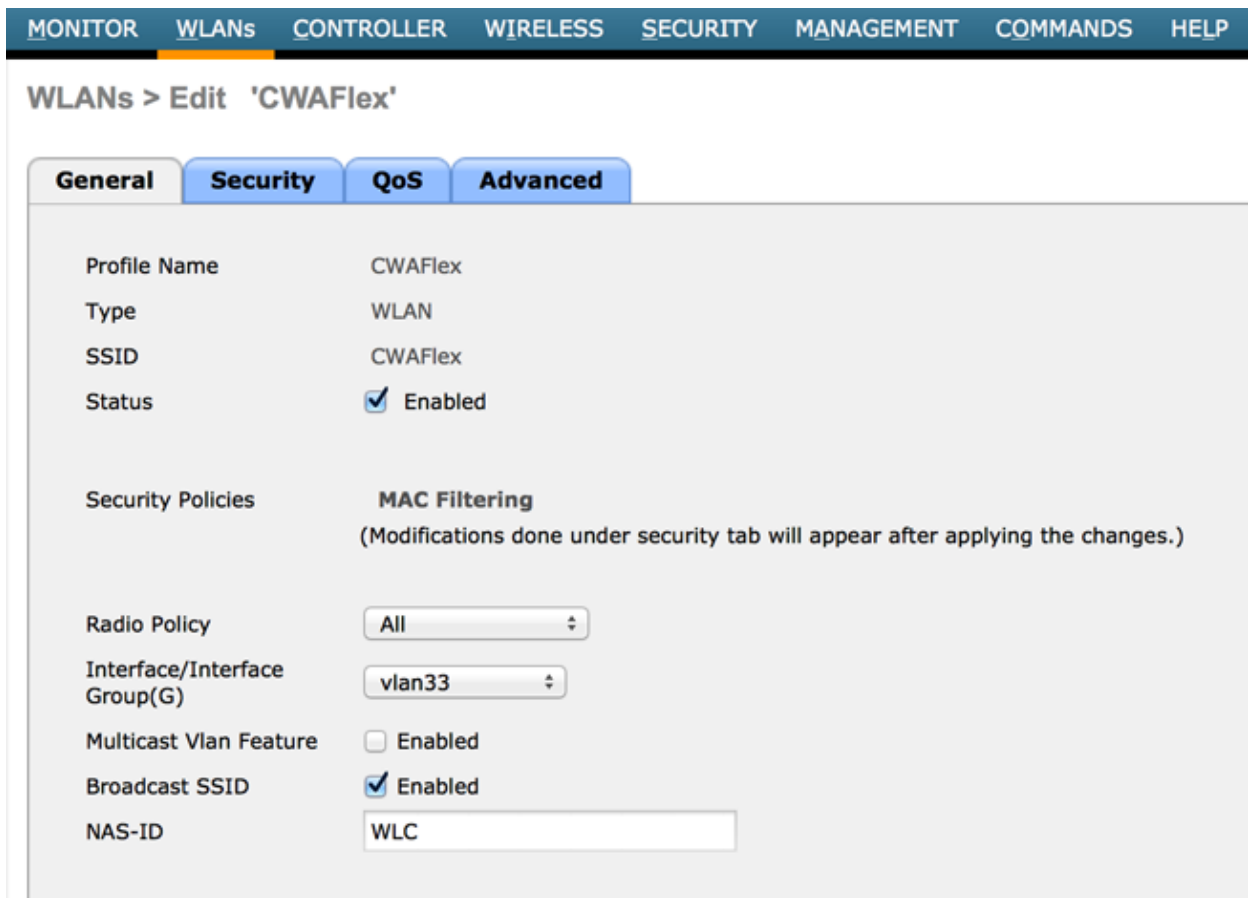 MONITOR WLANs CONTROLLER WIRELESS SECURITY MANAGEMENT COMMANDS HELP
WLANs > Edit 'CWAFlex'
General Security QoS Advanced
Profile Name CWAFlex
Type WLAN
SSID CWAFlex
Status Enabled
Security Policies MAC Filtering
(Modifications done under security tab will appear after applying the changes.)
Radio Policy All
Interface/Interface
Group(G) vlan33
Multicast Vlan Feature Enabled
Broadcast SSID Enabled
NAS-ID WLC